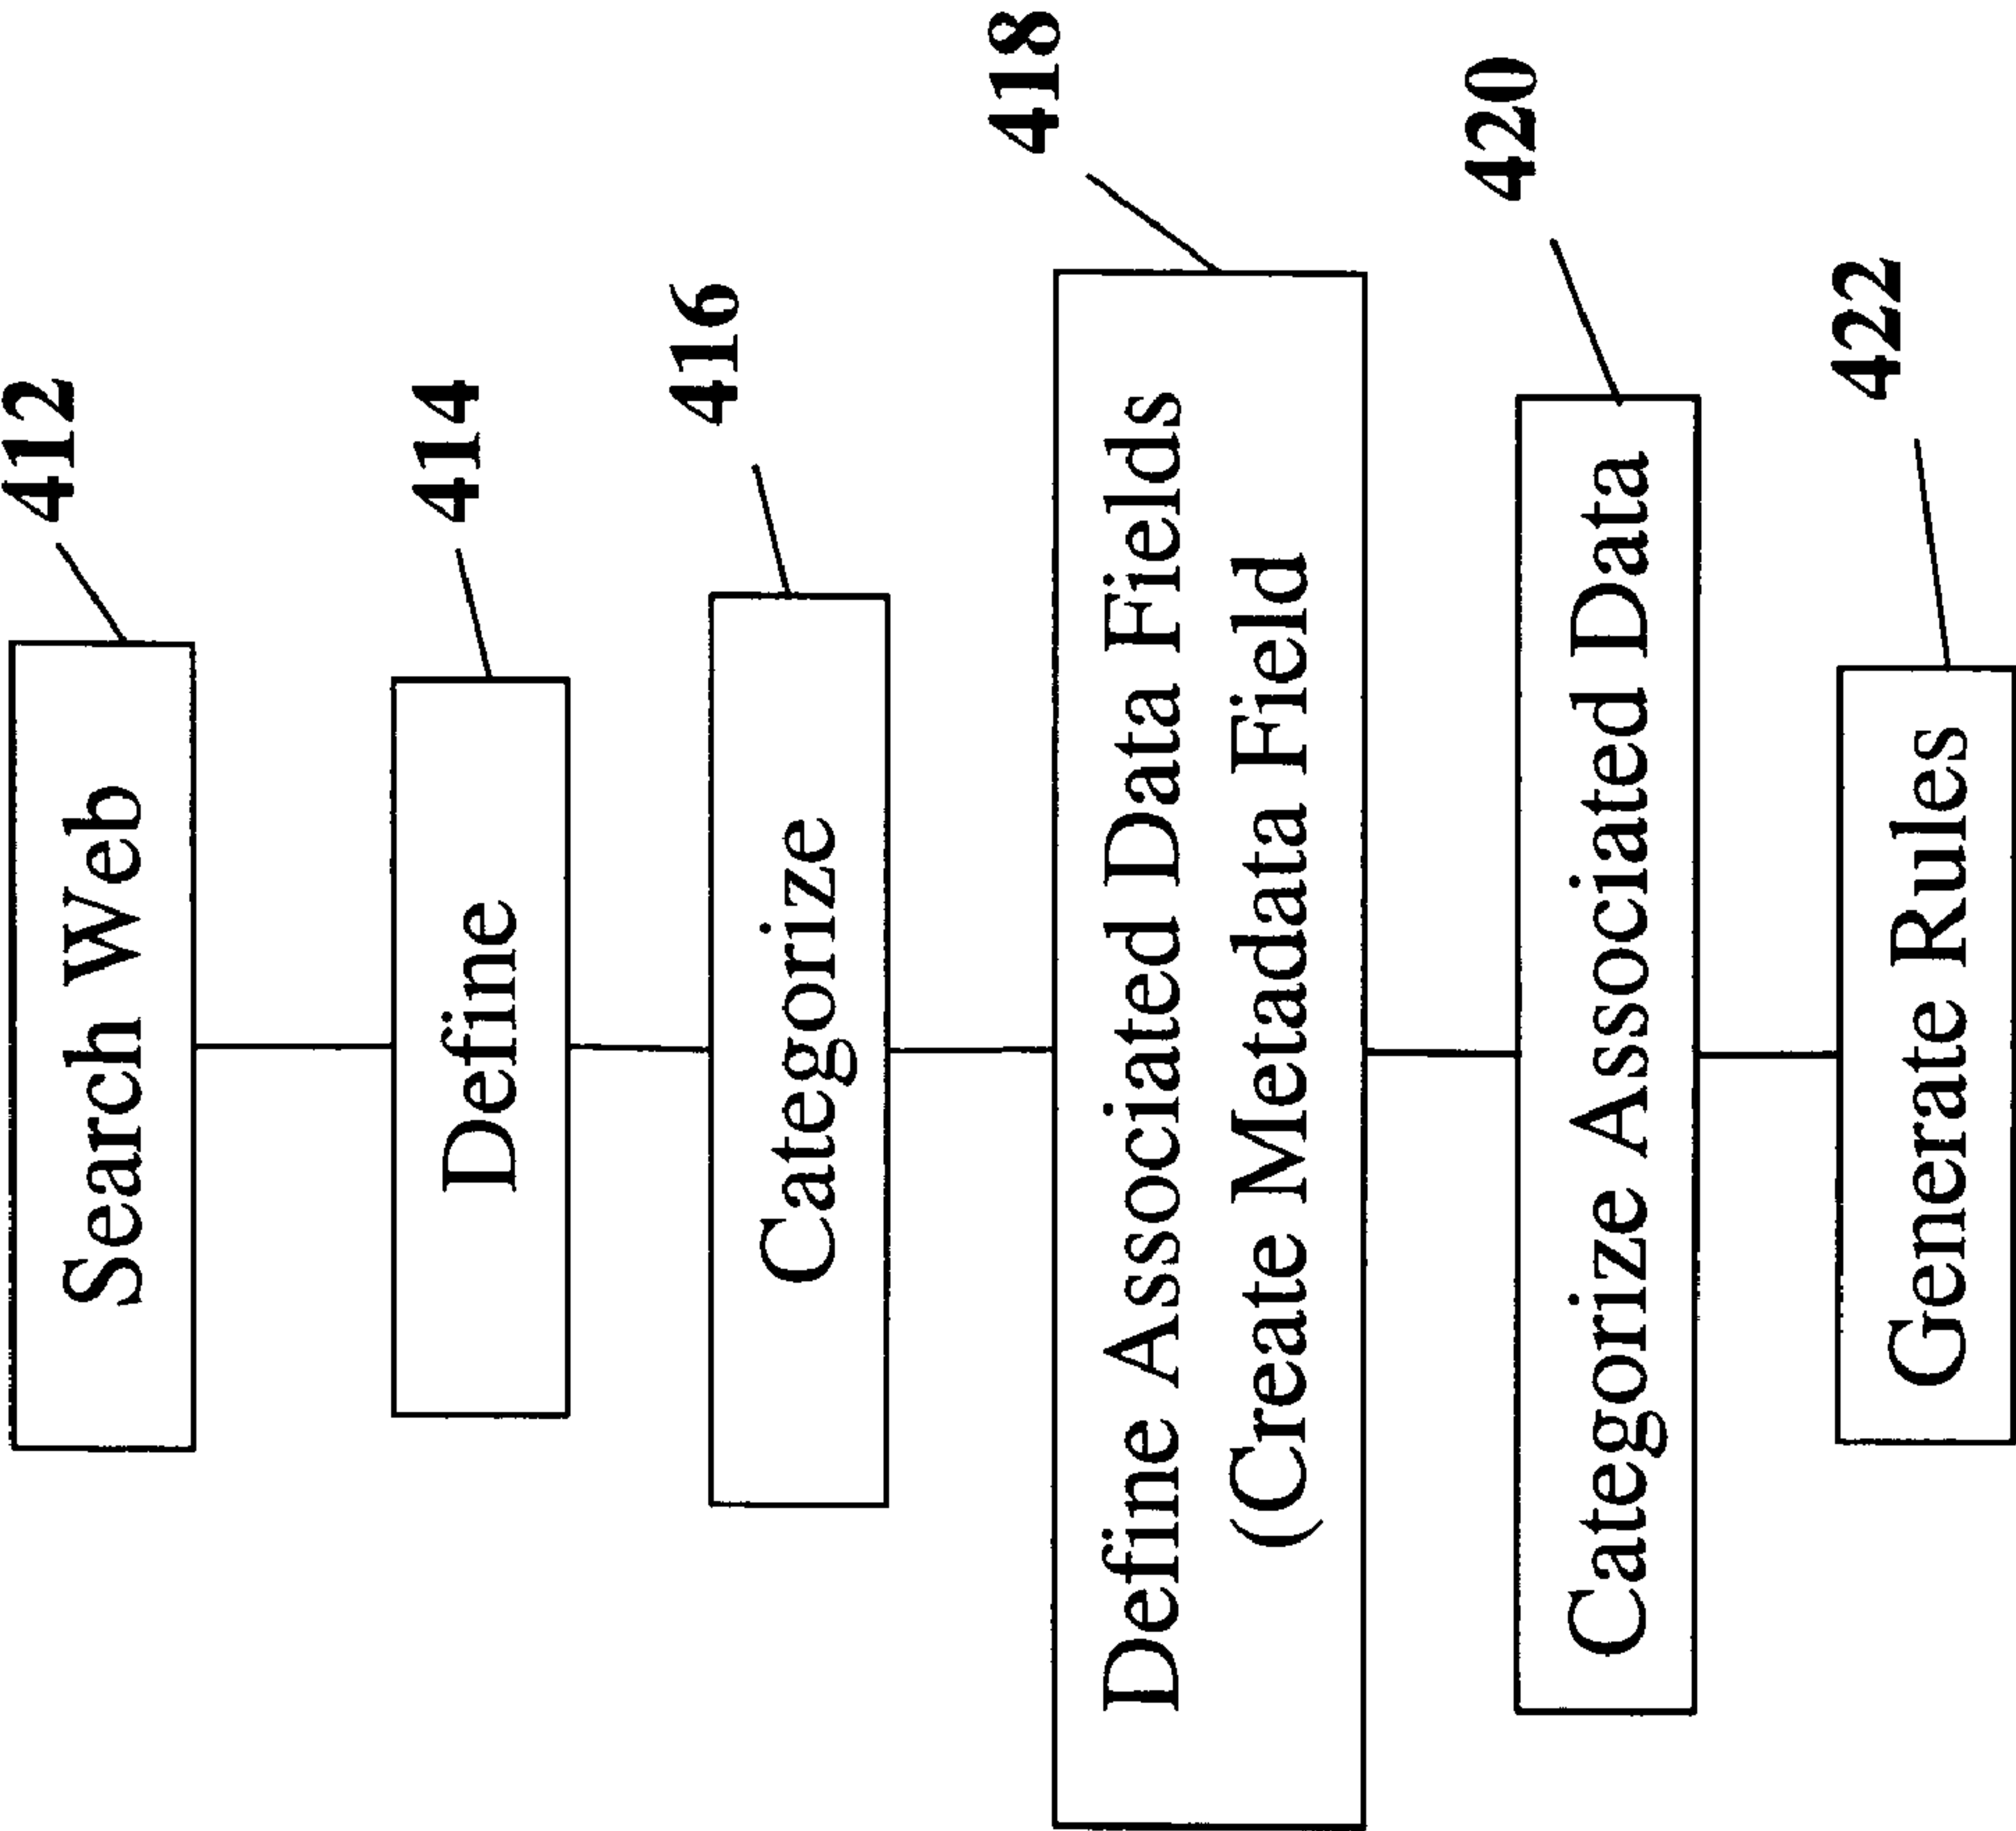 412
Search Web
414
Define
416
Categorize
418
Define Associated Data Fields
(Create Metadata Field
420
Categorize Associated Data
422
Generate Rules